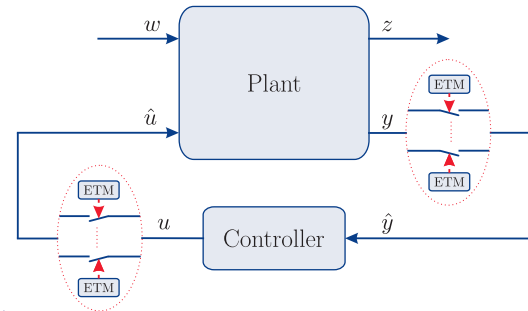 w
z
ETM
Plant
û
y
ETM
ETM
u
Controller
ŷ
ETM